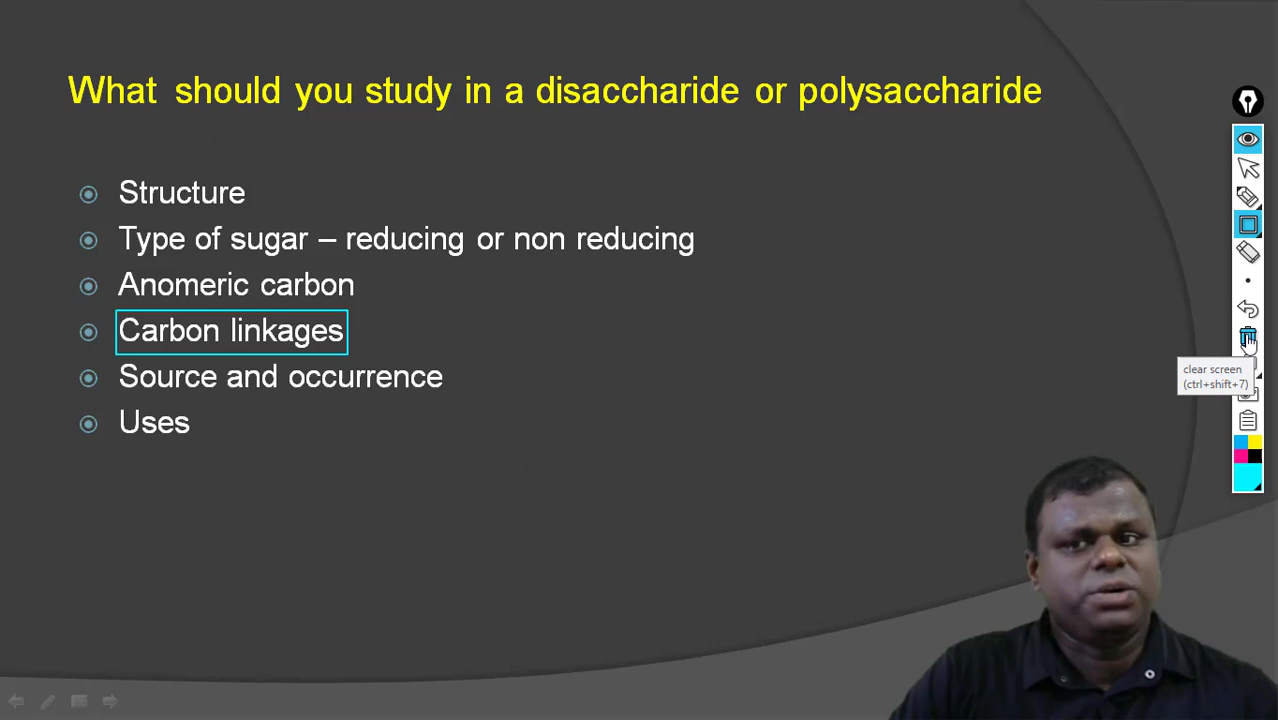 What should you study in a disaccharide or polysaccharide
Structure
Type of sugar – reducing or non reducing
Anomeric carbon
Carbon linkages
Source and occurrence
Uses
clear screen
(ctrl+shift+7)